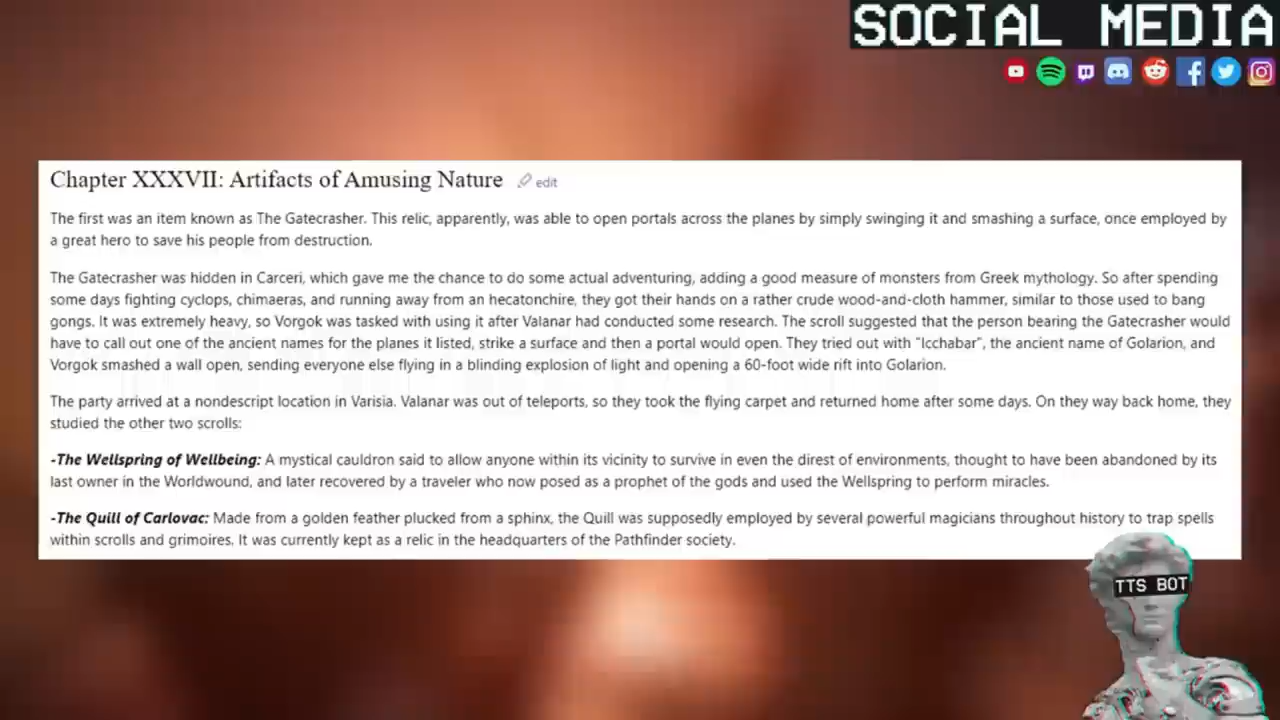 SOCIAL MEDIA
Chapter XXXVII: Artifacts of Amusing Nature edit
The first was an item known as The Gatecrasher. This relic, apparently, was able to open portals across the planes by simply swinging it and smashing a surface, once employed by
a great hero to save his people from destruction.
The Gatecrasher was hidden in Carceri, which gave me the chance to do some actual adventuring, adding a good measure of monsters from Greek mythology. So after spending
some days fighting cyclops, chimaeras, and running away from an hecatonchire, they got their hands on a rather crude wood-and-cloth hammer, similar to those used to bang
gongs. It was extremely heavy, so Vorgok was tasked with using it after Valanar had conducted some research. The scroll suggested that the person bearing the Gatecrasher would
have to call out one of the ancient names for the planes it listed, strike a surface and then a portal would open. They tried out with "Icchabar", the ancient name of Golarion, and
Vorgok smashed a wall open, sending everyone else flying in a blinding explosion of light and opening a 60-foot wide rift into Golarion.
The party arrived at a nondescript location in Varisia. Valanar was out of teleports, so they took the flying carpet and returned home after some days. On they way back home, they
studied the other two scrolls:
-The Wellspring of Wellbeing: A mystical cauldron said to allow anyone within its vicinity to survive in even the direst of environments, thought to have been abandoned by its
last owner in the Worldwound, and later recovered by a traveler who now posed as a prophet of the gods and used the Wellspring to perform miracles.
-The Quill of Carlovac: Made from a golden feather plucked from a sphinx, the Quill was supposedly employed by several powerful magicians throughout history to trap spells
within scrolls and grimoires. It was currently kept as a relic in the headquarters of the Pathfinder society.
TTS BOT